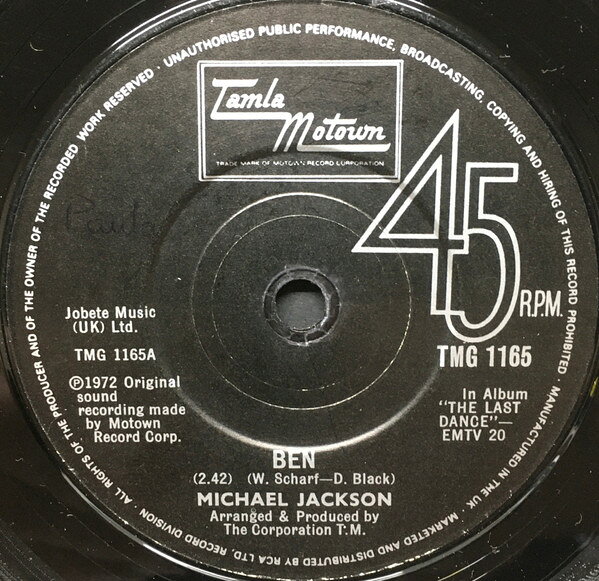 ALL RIGHTS OF THE PRODUCER AND OF THE OWNER OF THE RECORDED WORK RESERVED · UNAUTHORISED PUBLIC PERFORMANCE, BROADCASTING, COPYING AND HIRING OF THIS RECORD PROHIBITED · MANUFACTURED IN THE UK · MARKETED AND DISTRIBUTED BY RCA LTD, RECORD DIVISION ·
Tamla
Motown
TRADE MARK OF MOTOWN RECORD CORPORATION
45
R.P.M.
Jobete Music
(UK) Ltd.
TMG 1165A
TMG 1165
℗1972 Original
sound
recording made
by Motown
Record Corp.
In Album
"THE LAST
DANCE"—
EMTV 20
BEN
(2.42) (W. Scharf—D. Black)
MICHAEL JACKSON
Arranged & Produced by
The Corporation T.M.